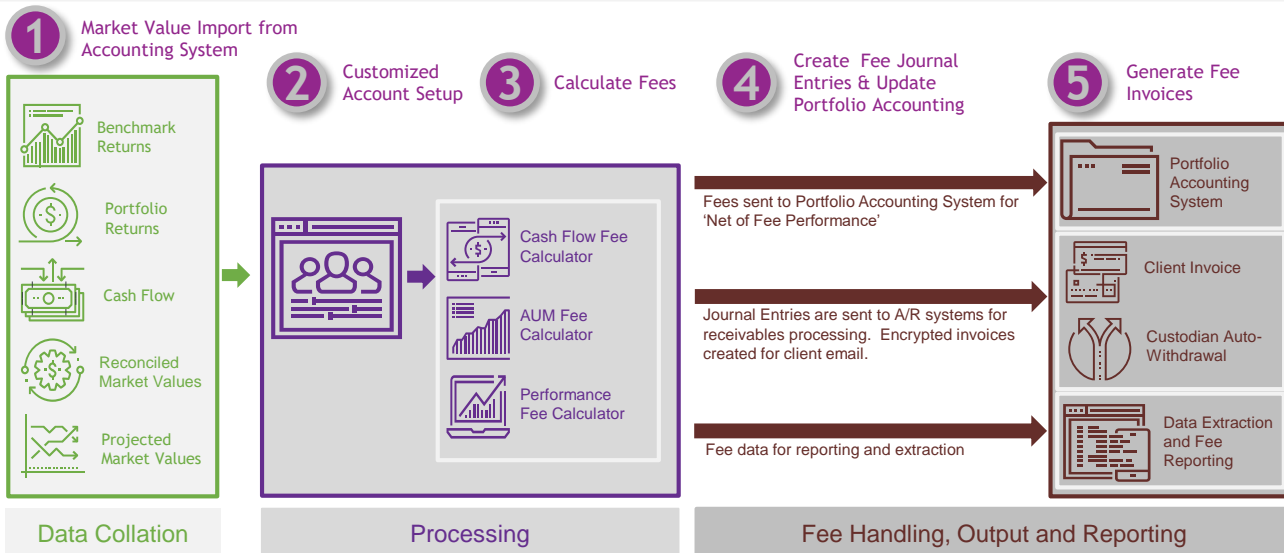 1
Market Value Import from
Accounting System
2
Customized
Account Setup
3
Calculate Fees
4
Create Fee Journal
Entries & Update
Portfolio Accounting
5
Generate Fee
Invoices
Benchmark
Returns
Portfolio
Returns
Cash Flow
Reconciled
Market Values
Projected
Market Values
Cash Flow Fee
Calculator
AUM Fee
Calculator
Performance
Fee Calculator
Fees sent to Portfolio Accounting System for
‘Net of Fee Performance’
Journal Entries are sent to A/R systems for
receivables processing. Encrypted invoices
created for client email.
Fee data for reporting and extraction
Portfolio
Accounting
System
Client Invoice
Custodian Auto-
Withdrawal
Data Extraction
and Fee
Reporting
Data Collation
Processing
Fee Handling, Output and Reporting